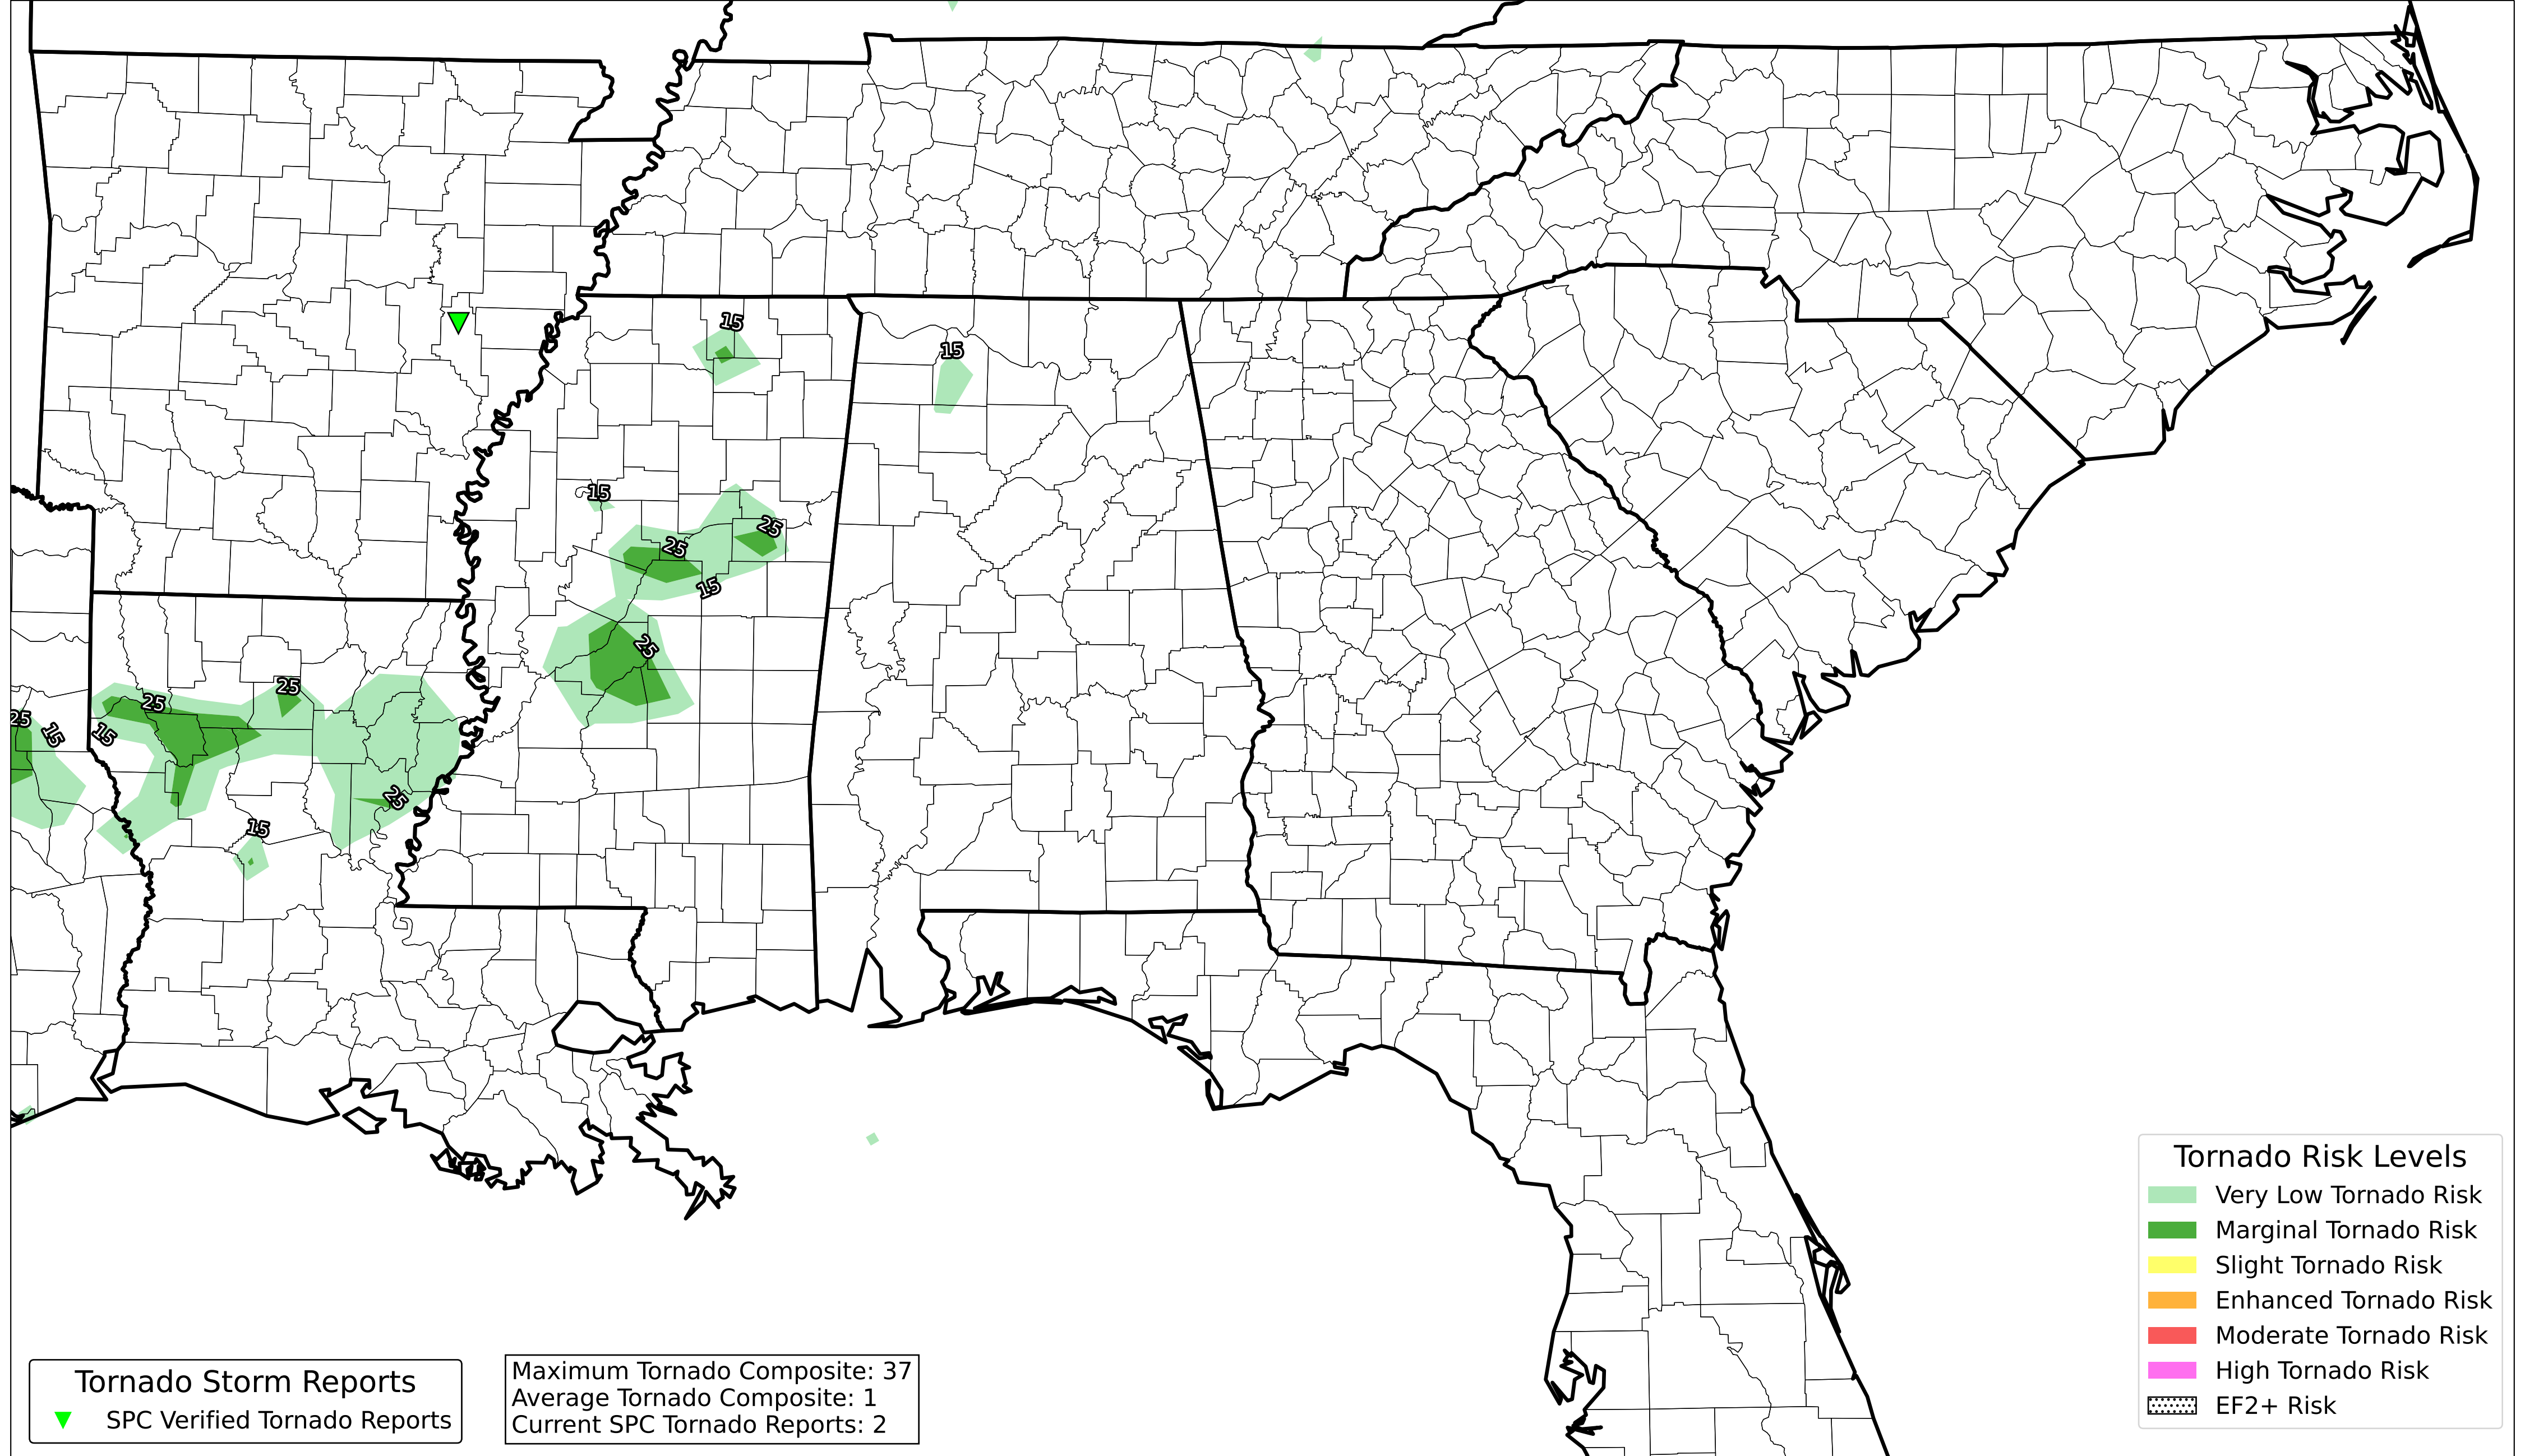 15
15
15
25
25
15
25
25
25
25
15
15
25
15
Tornado Risk Levels
Very Low Tornado Risk
Marginal Tornado Risk
Slight Tornado Risk
Enhanced Tornado Risk
Moderate Tornado Risk
High Tornado Risk
EF2+ Risk
Tornado Storm Reports
SPC Verified Tornado Reports
Maximum Tornado Composite: 37
Average Tornado Composite: 1
Current SPC Tornado Reports: 2